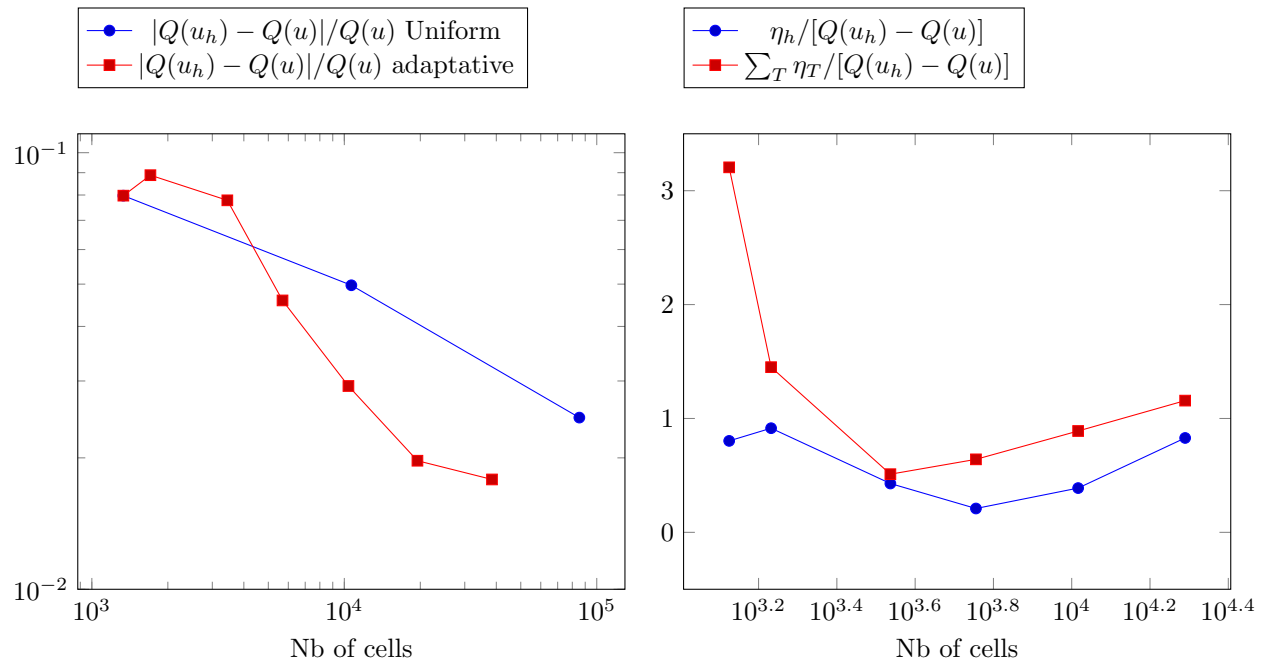 |Q(u_h) − Q(u)|/Q(u) Uniform
|Q(u_h) − Q(u)|/Q(u) adaptative
10^−1
10^−2
10^3
10^4
10^5
Nb of cells
η_h/[Q(u_h) − Q(u)]
∑_T η_T/[Q(u_h) − Q(u)]
3
2
1
0
10^3.2
10^3.4
10^3.6
10^3.8
10^4
10^4.2
10^4.4
Nb of cells